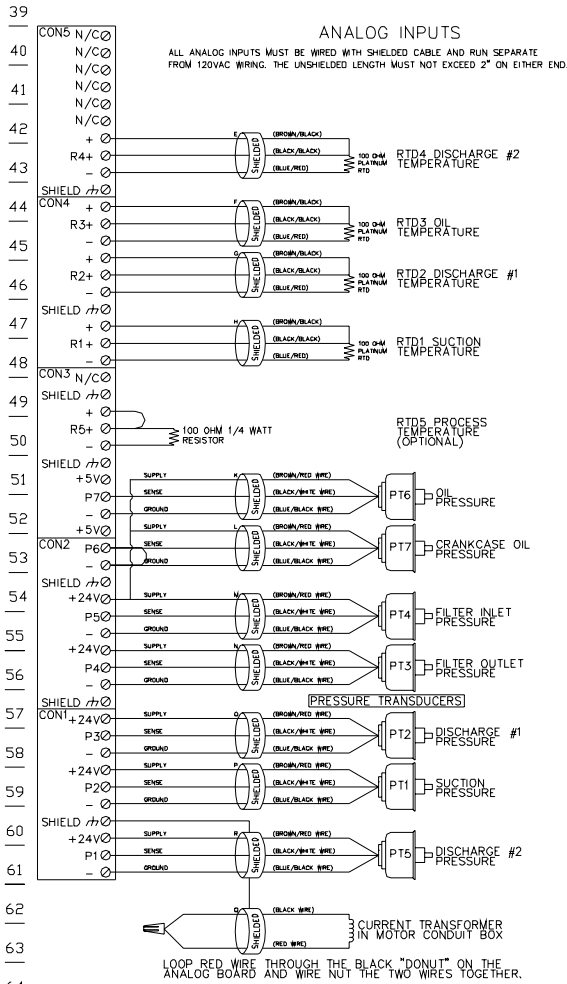 39
CON5 N/C
ANALOG INPUTS
40 N/C
ALL ANALOG INPUTS MUST BE WIRED WITH SHIELDED CABLE AND RUN SEPARATE
N/C
FROM 120VAC WIRING. THE UNSHIELDED LENGTH MUST NOT EXCEED 2" ON EITHER END.
41 N/C
N/C
42 N/C
+ E (BROWN/BLACK)
R4+ SHIELDED (BLACK/BLACK) 100 OHM PLATINUM RTD RTD4 DISCHARGE #2 TEMPERATURE
43 - (BLUE/RED)
SHIELD
44 CON4 + F (BROWN/BLACK)
R3+ SHIELDED (BLACK/BLACK) 100 OHM PLATINUM RTD RTD3 OIL TEMPERATURE
45 - (BLUE/RED)
+ G (BROWN/BLACK)
R2+ SHIELDED (BLACK/BLACK) 100 OHM PLATINUM RTD RTD2 DISCHARGE #1 TEMPERATURE
46 - (BLUE/RED)
SHIELD
47 + H (BROWN/BLACK)
R1+ SHIELDED (BLACK/BLACK) 100 OHM PLATINUM RTD RTD1 SUCTION TEMPERATURE
48 - (BLUE/RED)
CON3 N/C
49 SHIELD
+
R5+ 100 OHM 1/4 WATT RESISTOR RTD5 PROCESS TEMPERATURE (OPTIONAL)
50 -
SHIELD
51 +5V SUPPLY K (BROWN/RED WIRE)
P7 SENSE SHIELDED (BLACK/WHITE WIRE) PT6 OIL PRESSURE
52 - GROUND (BLUE/BLACK WIRE)
+5V SUPPLY L (BROWN/RED WIRE)
CON2 P6 SENSE SHIELDED (BLACK/WHITE WIRE) PT7 CRANKCASE OIL PRESSURE
53 - GROUND (BLUE/BLACK WIRE)
SHIELD
54 +24V SUPPLY M (BROWN/RED WIRE)
P5 SENSE SHIELDED (BLACK/WHITE WIRE) PT4 FILTER INLET PRESSURE
55 - GROUND (BLUE/BLACK WIRE)
+24V SUPPLY N (BROWN/RED WIRE)
P4 SENSE SHIELDED (BLACK/WHITE WIRE) PT3 FILTER OUTLET PRESSURE
56 - GROUND (BLUE/BLACK WIRE)
SHIELD PRESSURE TRANSDUCERS
57 CON1 +24V SUPPLY O (BROWN/RED WIRE)
P3 SENSE SHIELDED (BLACK/WHITE WIRE) PT2 DISCHARGE #1 PRESSURE
58 - GROUND (BLUE/BLACK WIRE)
+24V SUPPLY P (BROWN/RED WIRE)
59 P2 SENSE SHIELDED (BLACK/WHITE WIRE) PT1 SUCTION PRESSURE
- GROUND (BLUE/BLACK WIRE)
60 SHIELD
+24V SUPPLY R (BROWN/RED WIRE)
P1 SENSE SHIELDED (BLACK/WHITE WIRE) PT5 DISCHARGE #2 PRESSURE
61 - GROUND (BLUE/BLACK WIRE)
62 Q (BLACK WIRE)
SHIELDED CURRENT TRANSFORMER IN MOTOR CONDUIT BOX
63 (RED WIRE)
LOOP RED WIRE THROUGH THE BLACK "DONUT" ON THE
ANALOG BOARD AND WIRE NUT THE TWO WIRES TOGETHER.